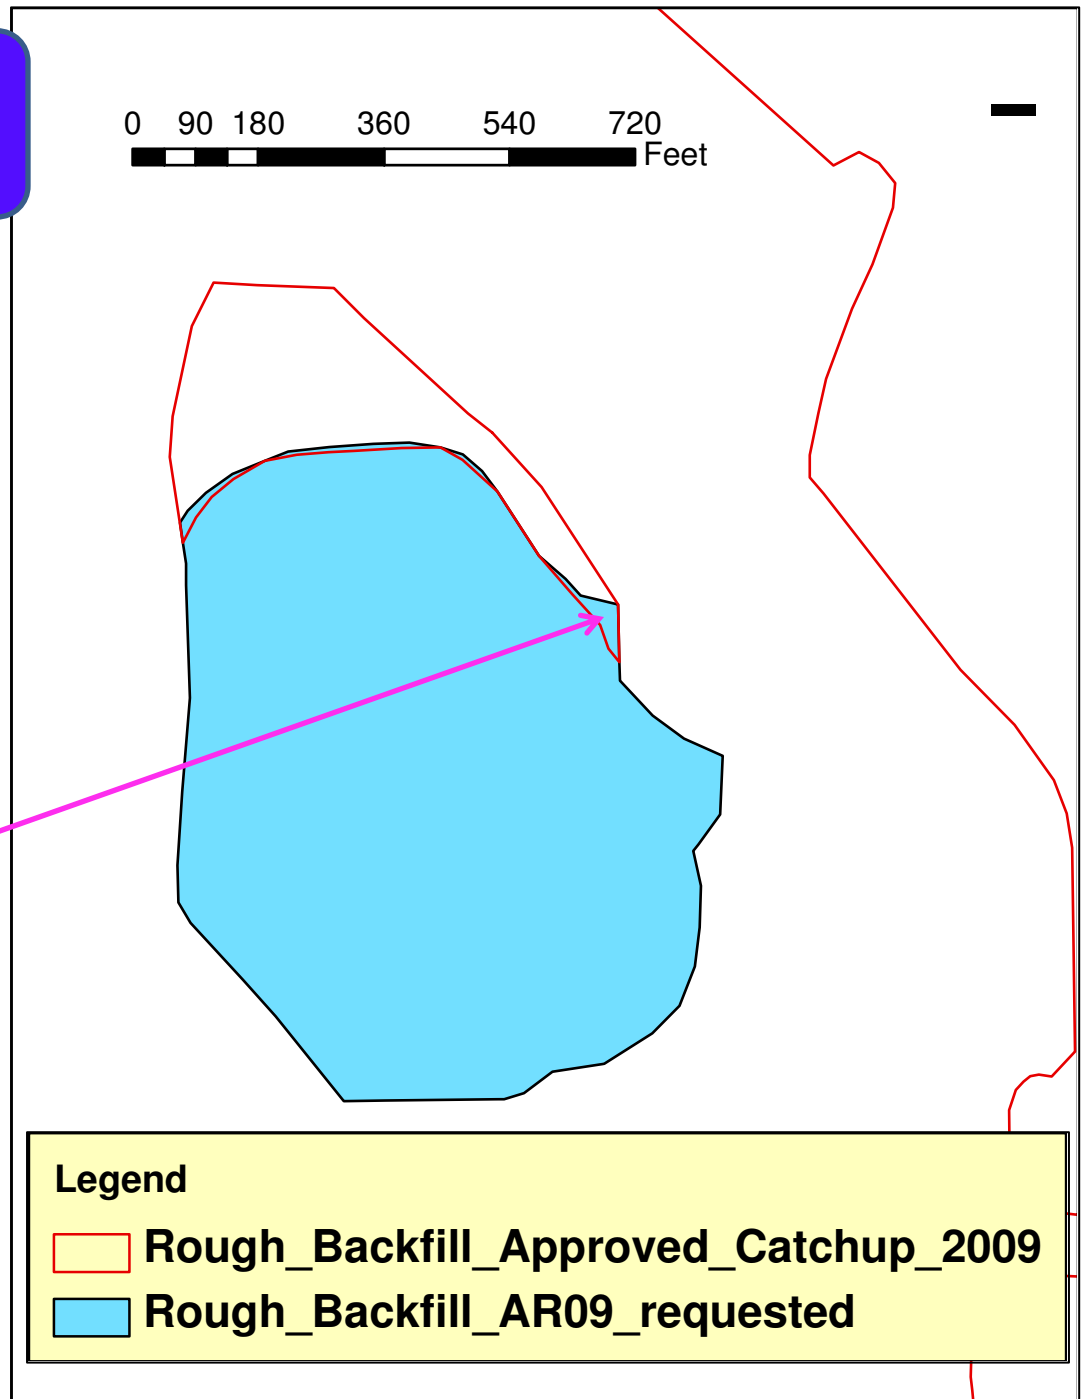 0 90 180 360 540 720
Feet
Legend
Rough_Backfill_Approved_Catchup_2009
Rough_Backfill_AR09_requested